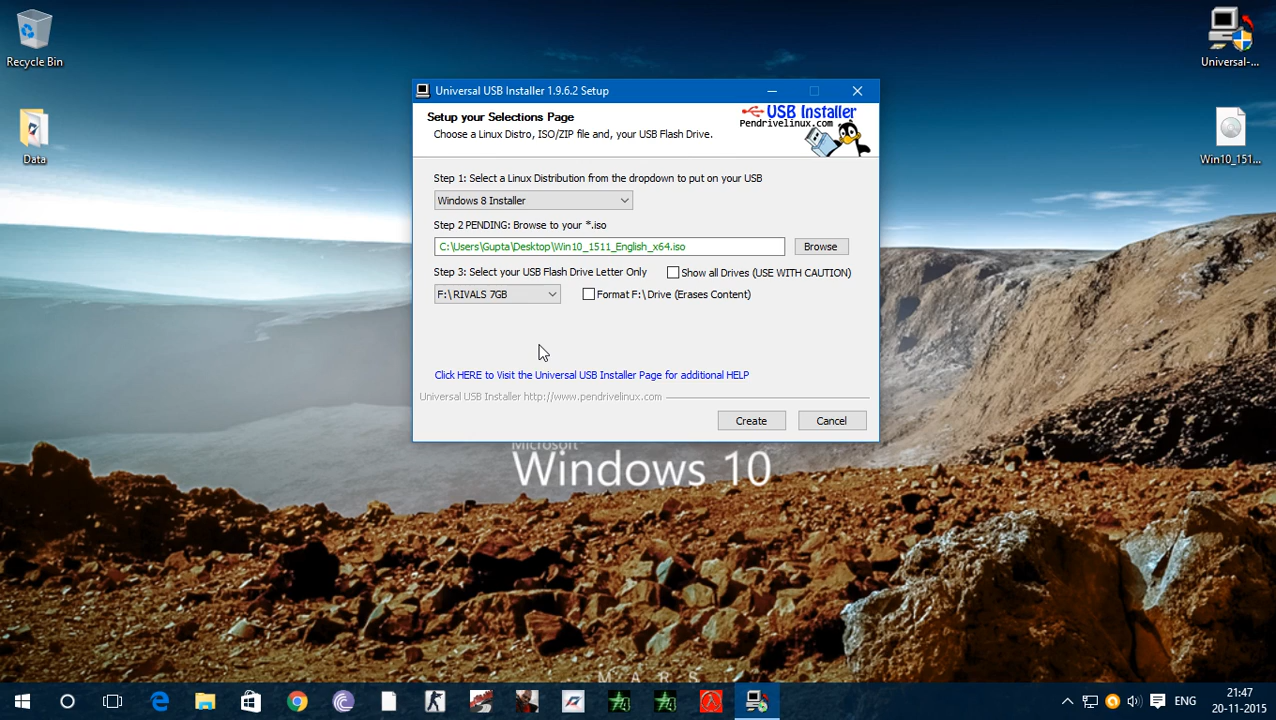 Recycle Bin
Data
Universal-...
Win10_151...
Universal USB Installer 1.9.6.2 Setup
Setup your Selections Page
Choose a Linux Distro, ISO/ZIP file and, your USB Flash Drive.
USB Installer
Pendrivelinux.com
Step 1: Select a Linux Distribution from the dropdown to put on your USB
Windows 8 Installer
Step 2 PENDING: Browse to your *.iso
C:\Users\Gupta\Desktop\Win10_1511_English_x64.iso
Browse
Step 3: Select your USB Flash Drive Letter Only
Show all Drives (USE WITH CAUTION)
F:\RIVALS 7GB
Format F:\ Drive (Erases Content)
Click HERE to Visit the Universal USB Installer Page for additional HELP
Universal USB Installer http://www.pendrivelinux.com
Create
Cancel
Microsoft
Windows 10
MARS
ENG
21:47
20-11-2015